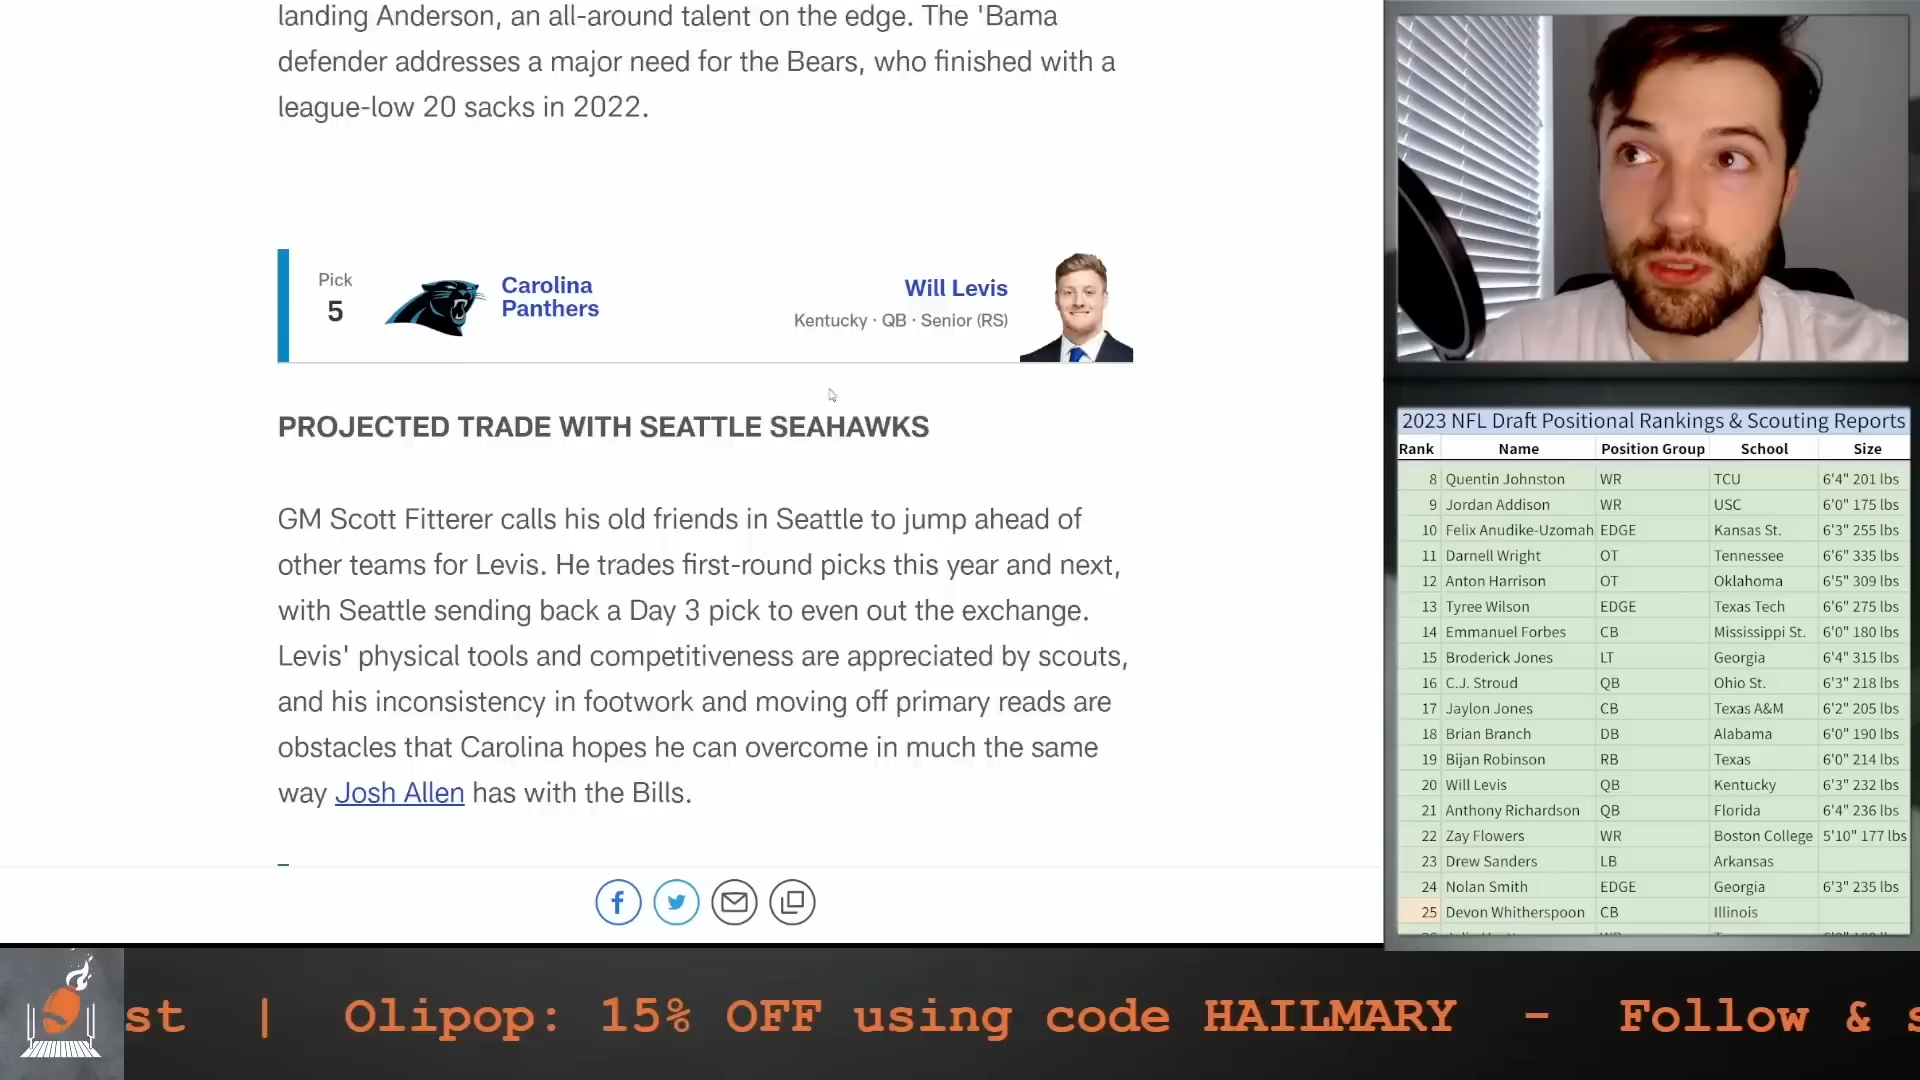 landing Anderson, an all-around talent on the edge. The 'Bama
defender addresses a major need for the Bears, who finished with a
league-low 20 sacks in 2022.
Pick
5
Carolina
Panthers
Will Levis
Kentucky · QB · Senior (RS)
PROJECTED TRADE WITH SEATTLE SEAHAWKS
GM Scott Fitterer calls his old friends in Seattle to jump ahead of
other teams for Levis. He trades first-round picks this year and next,
with Seattle sending back a Day 3 pick to even out the exchange.
Levis' physical tools and competitiveness are appreciated by scouts,
and his inconsistency in footwork and moving off primary reads are
obstacles that Carolina hopes he can overcome in much the same
way Josh Allen has with the Bills.
2023 NFL Draft Positional Rankings & Scouting Reports
Rank Name Position Group School Size
8 Quentin Johnston WR TCU 6'4" 201 lbs
9 Jordan Addison WR USC 6'0" 175 lbs
10 Felix Anudike-Uzomah EDGE Kansas St. 6'3" 255 lbs
11 Darnell Wright OT Tennessee 6'6" 335 lbs
12 Anton Harrison OT Oklahoma 6'5" 309 lbs
13 Tyree Wilson EDGE Texas Tech 6'6" 275 lbs
14 Emmanuel Forbes CB Mississippi St. 6'0" 180 lbs
15 Broderick Jones LT Georgia 6'4" 315 lbs
16 C.J. Stroud QB Ohio St. 6'3" 218 lbs
17 Jaylon Jones CB Texas A&M 6'2" 205 lbs
18 Brian Branch DB Alabama 6'0" 190 lbs
19 Bijan Robinson RB Texas 6'0" 214 lbs
20 Will Levis QB Kentucky 6'3" 232 lbs
21 Anthony Richardson QB Florida 6'4" 236 lbs
22 Zay Flowers WR Boston College 5'10" 177 lbs
23 Drew Sanders LB Arkansas
24 Nolan Smith EDGE Georgia 6'3" 235 lbs
25 Devon Whitherspoon CB Illinois
st | Olipop: 15% OFF using code HAILMARY - Follow & s